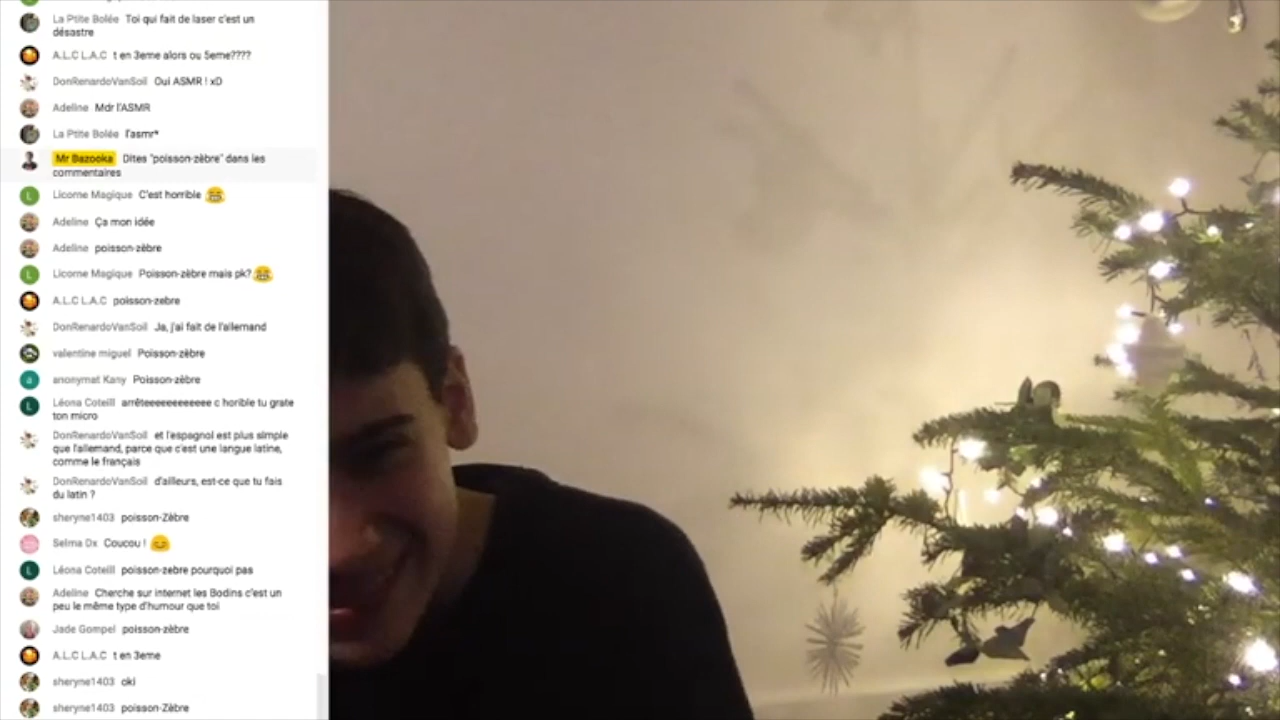 La Ptite Bolée Toi qui fait de laser c'est un
désastre
A.L.C L.A.C t en 3eme alors ou 5eme????
DonRenardoVanSoil Oui ASMR ! xD
Adeline Mdr l'ASMR
La Ptite Bolée l'asmr*
Mr Bazooka Dites "poisson-zèbre" dans les
commentaires
L Licorne Magique C'est horrible 😂
Adeline Ça mon idée
Adeline poisson-zèbre
L Licorne Magique Poisson-zèbre mais pk? 😂
A.L.C L.A.C poisson-zebre
DonRenardoVanSoil Ja, j'ai fait de l'allemand
valentine miguel Poisson-zèbre
a anonymat Kany Poisson-zèbre
L Léona Coteill arrêteeeeeeeeeeee c horible tu grate
ton micro
DonRenardoVanSoil et l'espagnol est plus simple
que l'allemand, parce que c'est une langue latine,
comme le français
DonRenardoVanSoil d'ailleurs, est-ce que tu fais
du latin ?
sheryne1403 poisson-Zèbre
Selma Dx Coucou ! 😊
L Léona Coteill poisson-zebre pourquoi pas
Adeline Cherche sur internet les Bodins c'est un
peu le même type d'humour que toi
Jade Gompel poisson-zèbre
A.L.C L.A.C t en 3eme
sheryne1403 oki
sheryne1403 poisson-Zèbre